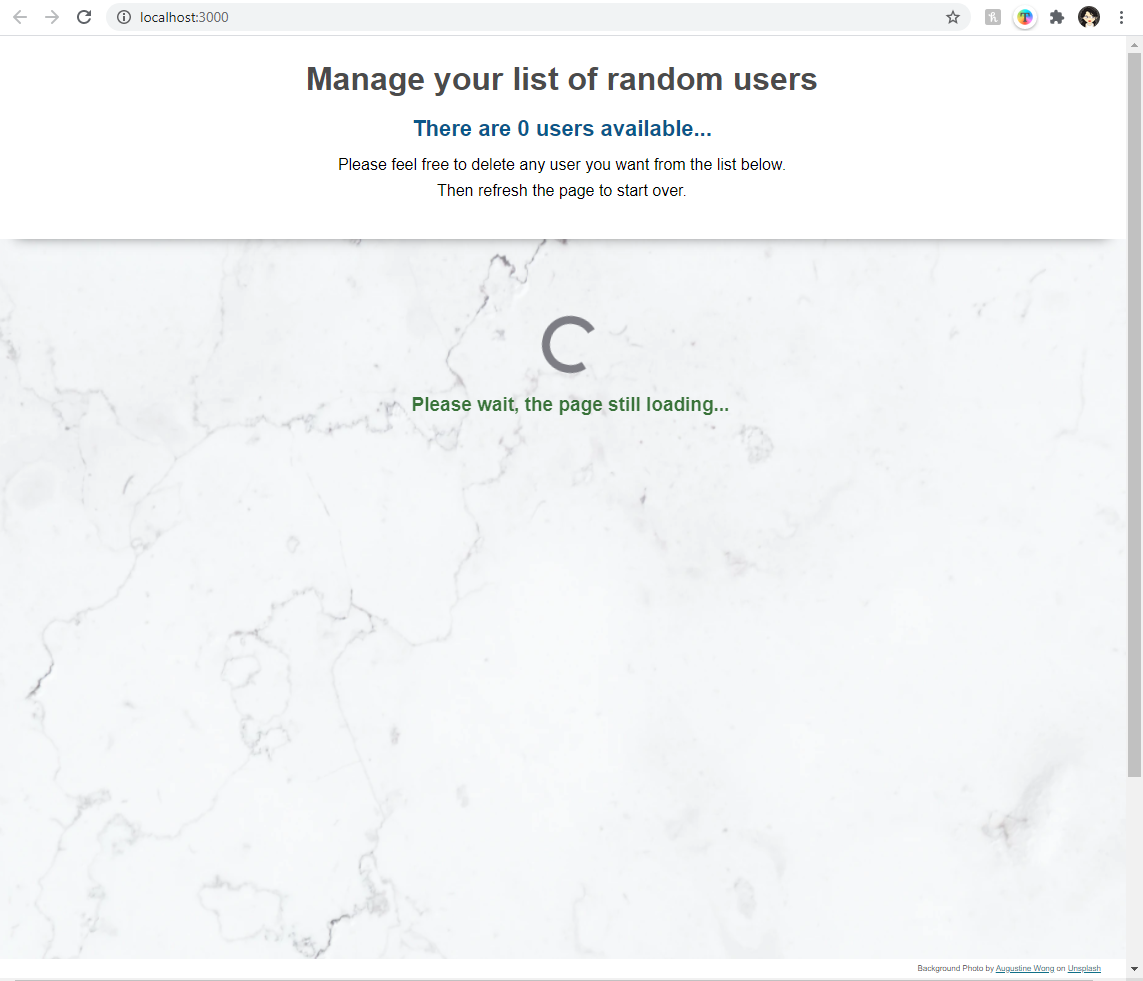 localhost:3000
Manage your list of random users
There are 0 users available...
Please feel free to delete any user you want from the list below.
Then refresh the page to start over.
Please wait, the page still loading...
Background Photo by Augustine Wong on Unsplash